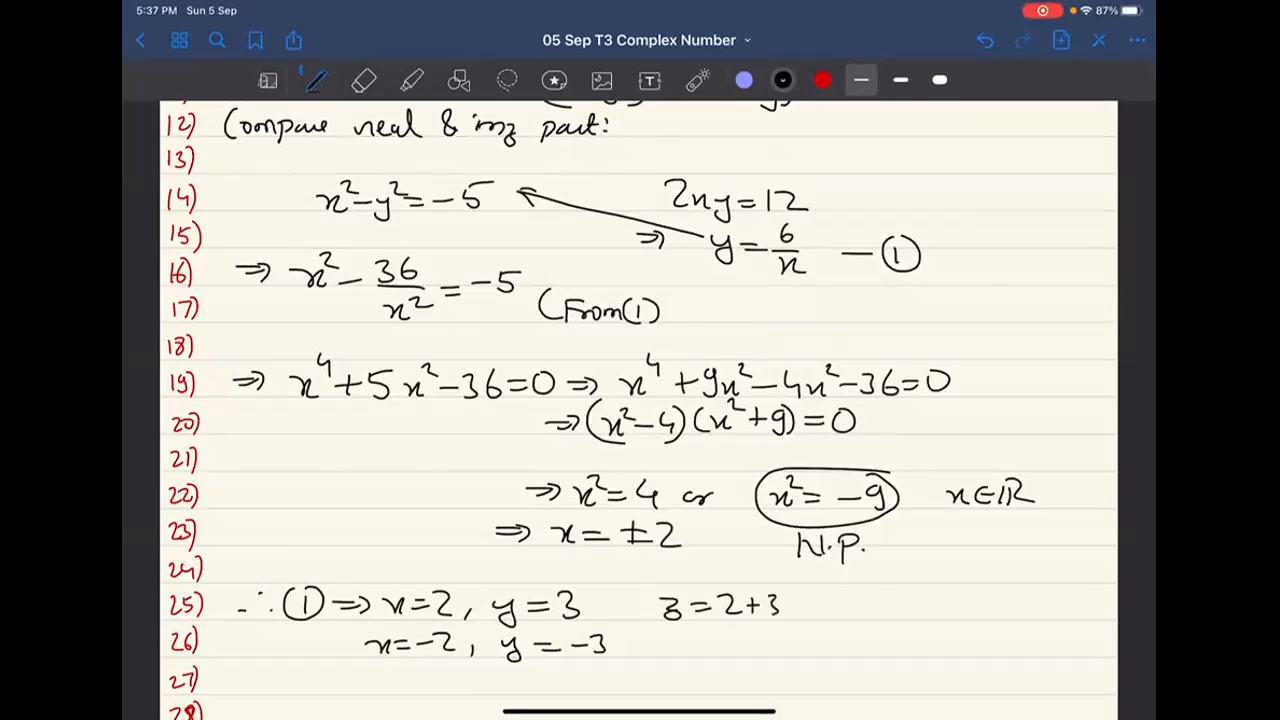 5:37 PM Sun 5 Sep 87%
05 Sep T3 Complex Number
12) Compare real & img part:
13)
14) x²-y²=-5 2xy=12
15) ⇒ y=6/x —①
16) ⇒ x²-36/x²=-5
17) (From(1)
18)
19) ⇒ x⁴+5x²-36=0 ⇒ x⁴+9x²-4x²-36=0
20) ⇒(x²-4)(x²+9)=0
21)
22) ⇒ x²=4 or x²=-9 x∈ℝ
23) ⇒ x=±2 N.P.
24)
25) ∴ ① ⇒ x=2, y=3 z=2+3
26) x=-2, y=-3
27)
28)